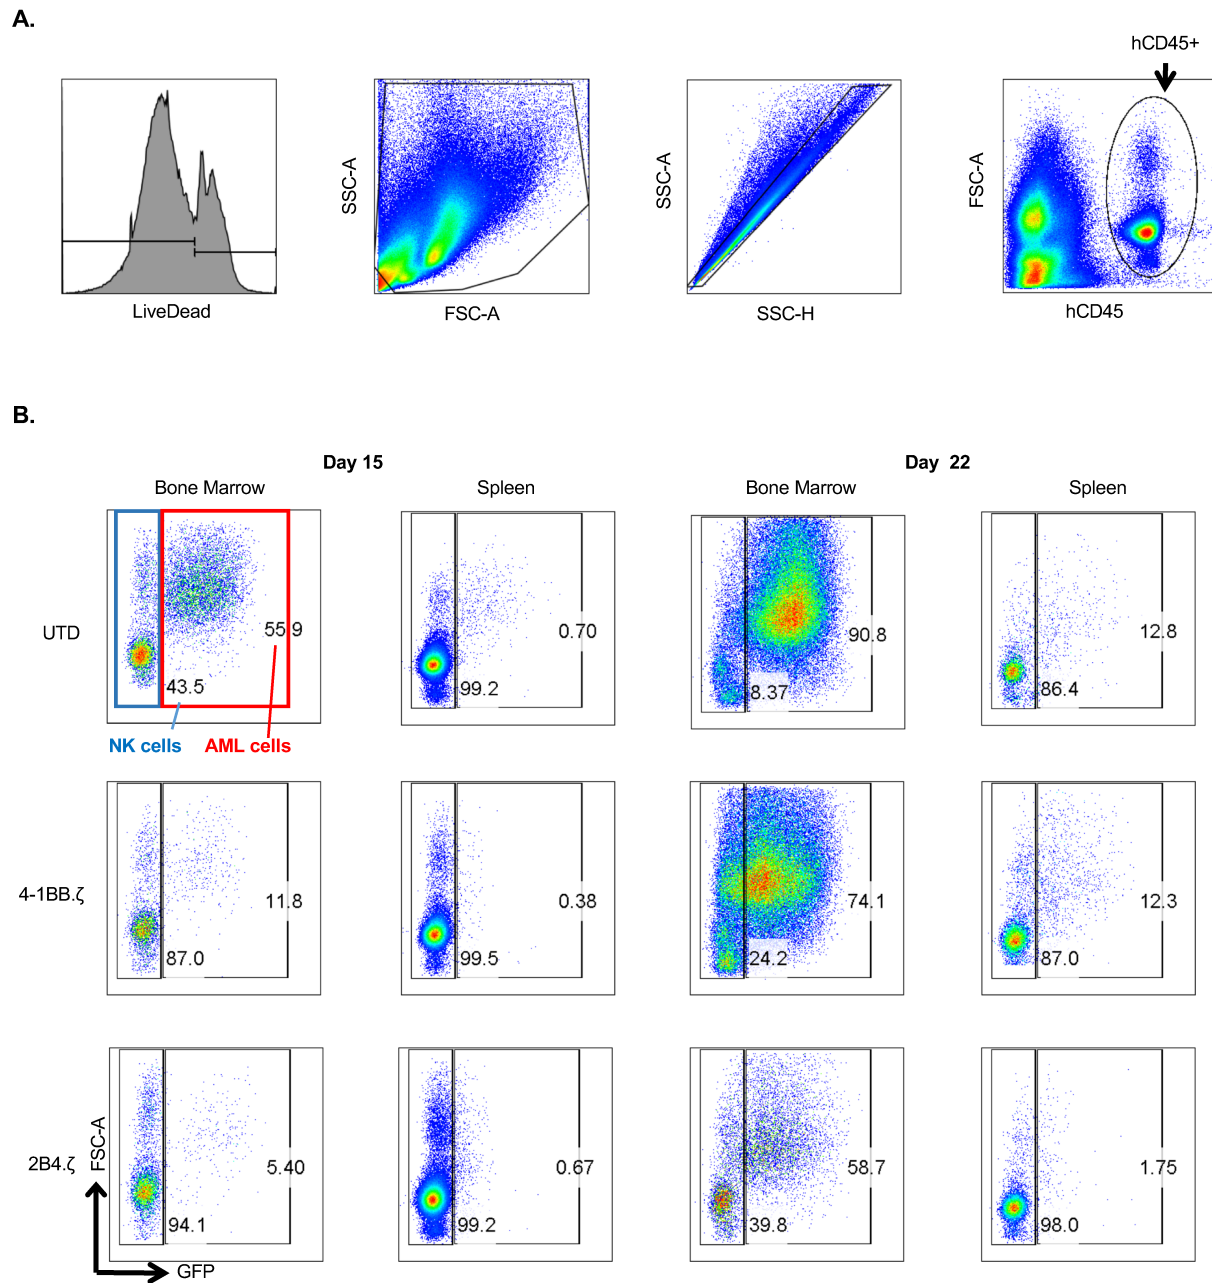 A.
hCD45+
SSC-A
SSC-A
FSC-A
LiveDead
FSC-A
SSC-H
hCD45
B.
Day 15
Day 22
Bone Marrow
Spleen
Bone Marrow
Spleen
UTD
55.9
43.5
0.70
99.2
90.8
8.37
12.8
86.4
NK cells
AML cells
4-1BB.ζ
11.8
87.0
0.38
99.5
74.1
24.2
12.3
87.0
2B4.ζ
FSC-A
5.40
94.1
0.67
99.2
58.7
39.8
1.75
98.0
GFP